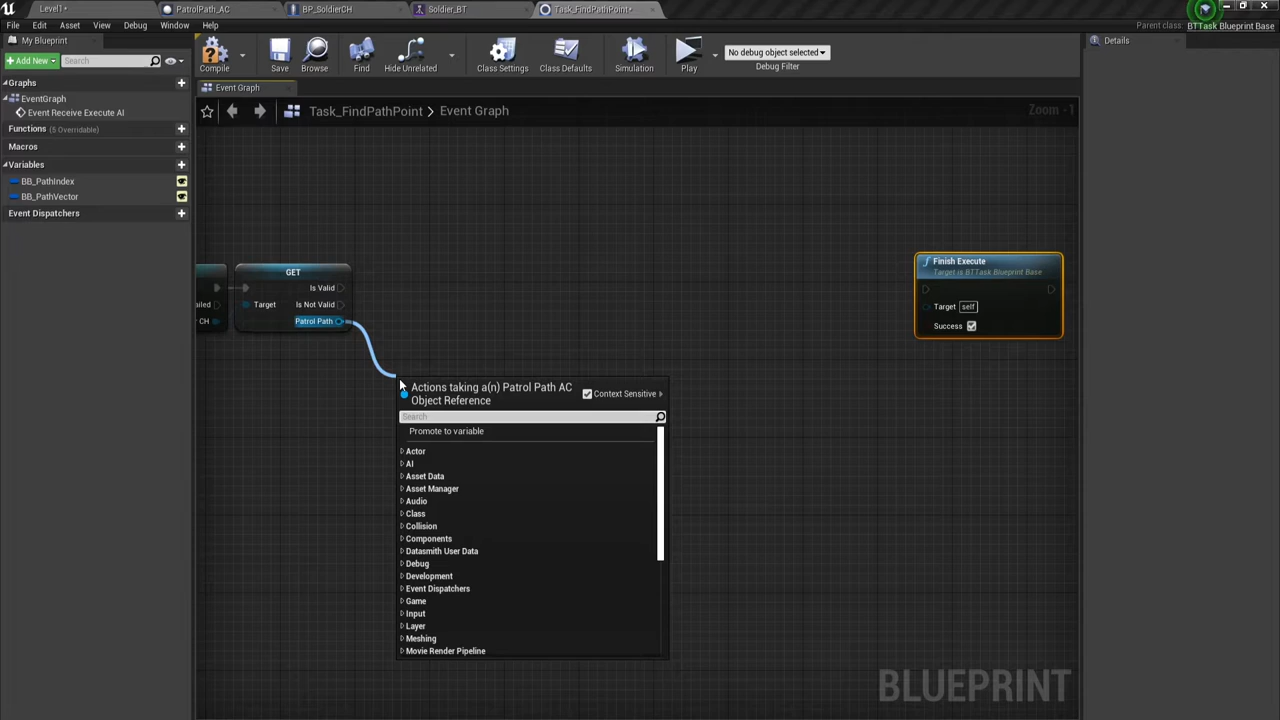 Level1*
PatrolPath_AC
BP_SoldierCH
Soldier_BT
Task_FindPathPoint*
File Edit Asset View Debug Window Help
Parent class: BTTask Blueprint Base
My Blueprint
Details
+ Add New
Search
Compile
Save
Browse
Find
Hide Unrelated
Class Settings
Class Defaults
Simulation
Play
No debug object selected
Debug Filter
Graphs
EventGraph
Event Receive Execute AI
Functions (5 Overridable)
Macros
Variables
BB_PathIndex
BB_PathVector
Event Dispatchers
Event Graph
Task_FindPathPoint > Event Graph
Zoom -1
ailed
CH
GET
Is Valid
Target
Is Not Valid
Patrol Path
Finish Execute
Target is BTTask Blueprint Base
Target self
Success
Actions taking a(n) Patrol Path AC
Object Reference
Context Sensitive
Search
Promote to variable
Actor
AI
Asset Data
Asset Manager
Audio
Class
Collision
Components
Datasmith User Data
Debug
Development
Event Dispatchers
Game
Input
Layer
Meshing
Movie Render Pipeline
BLUEPRINT